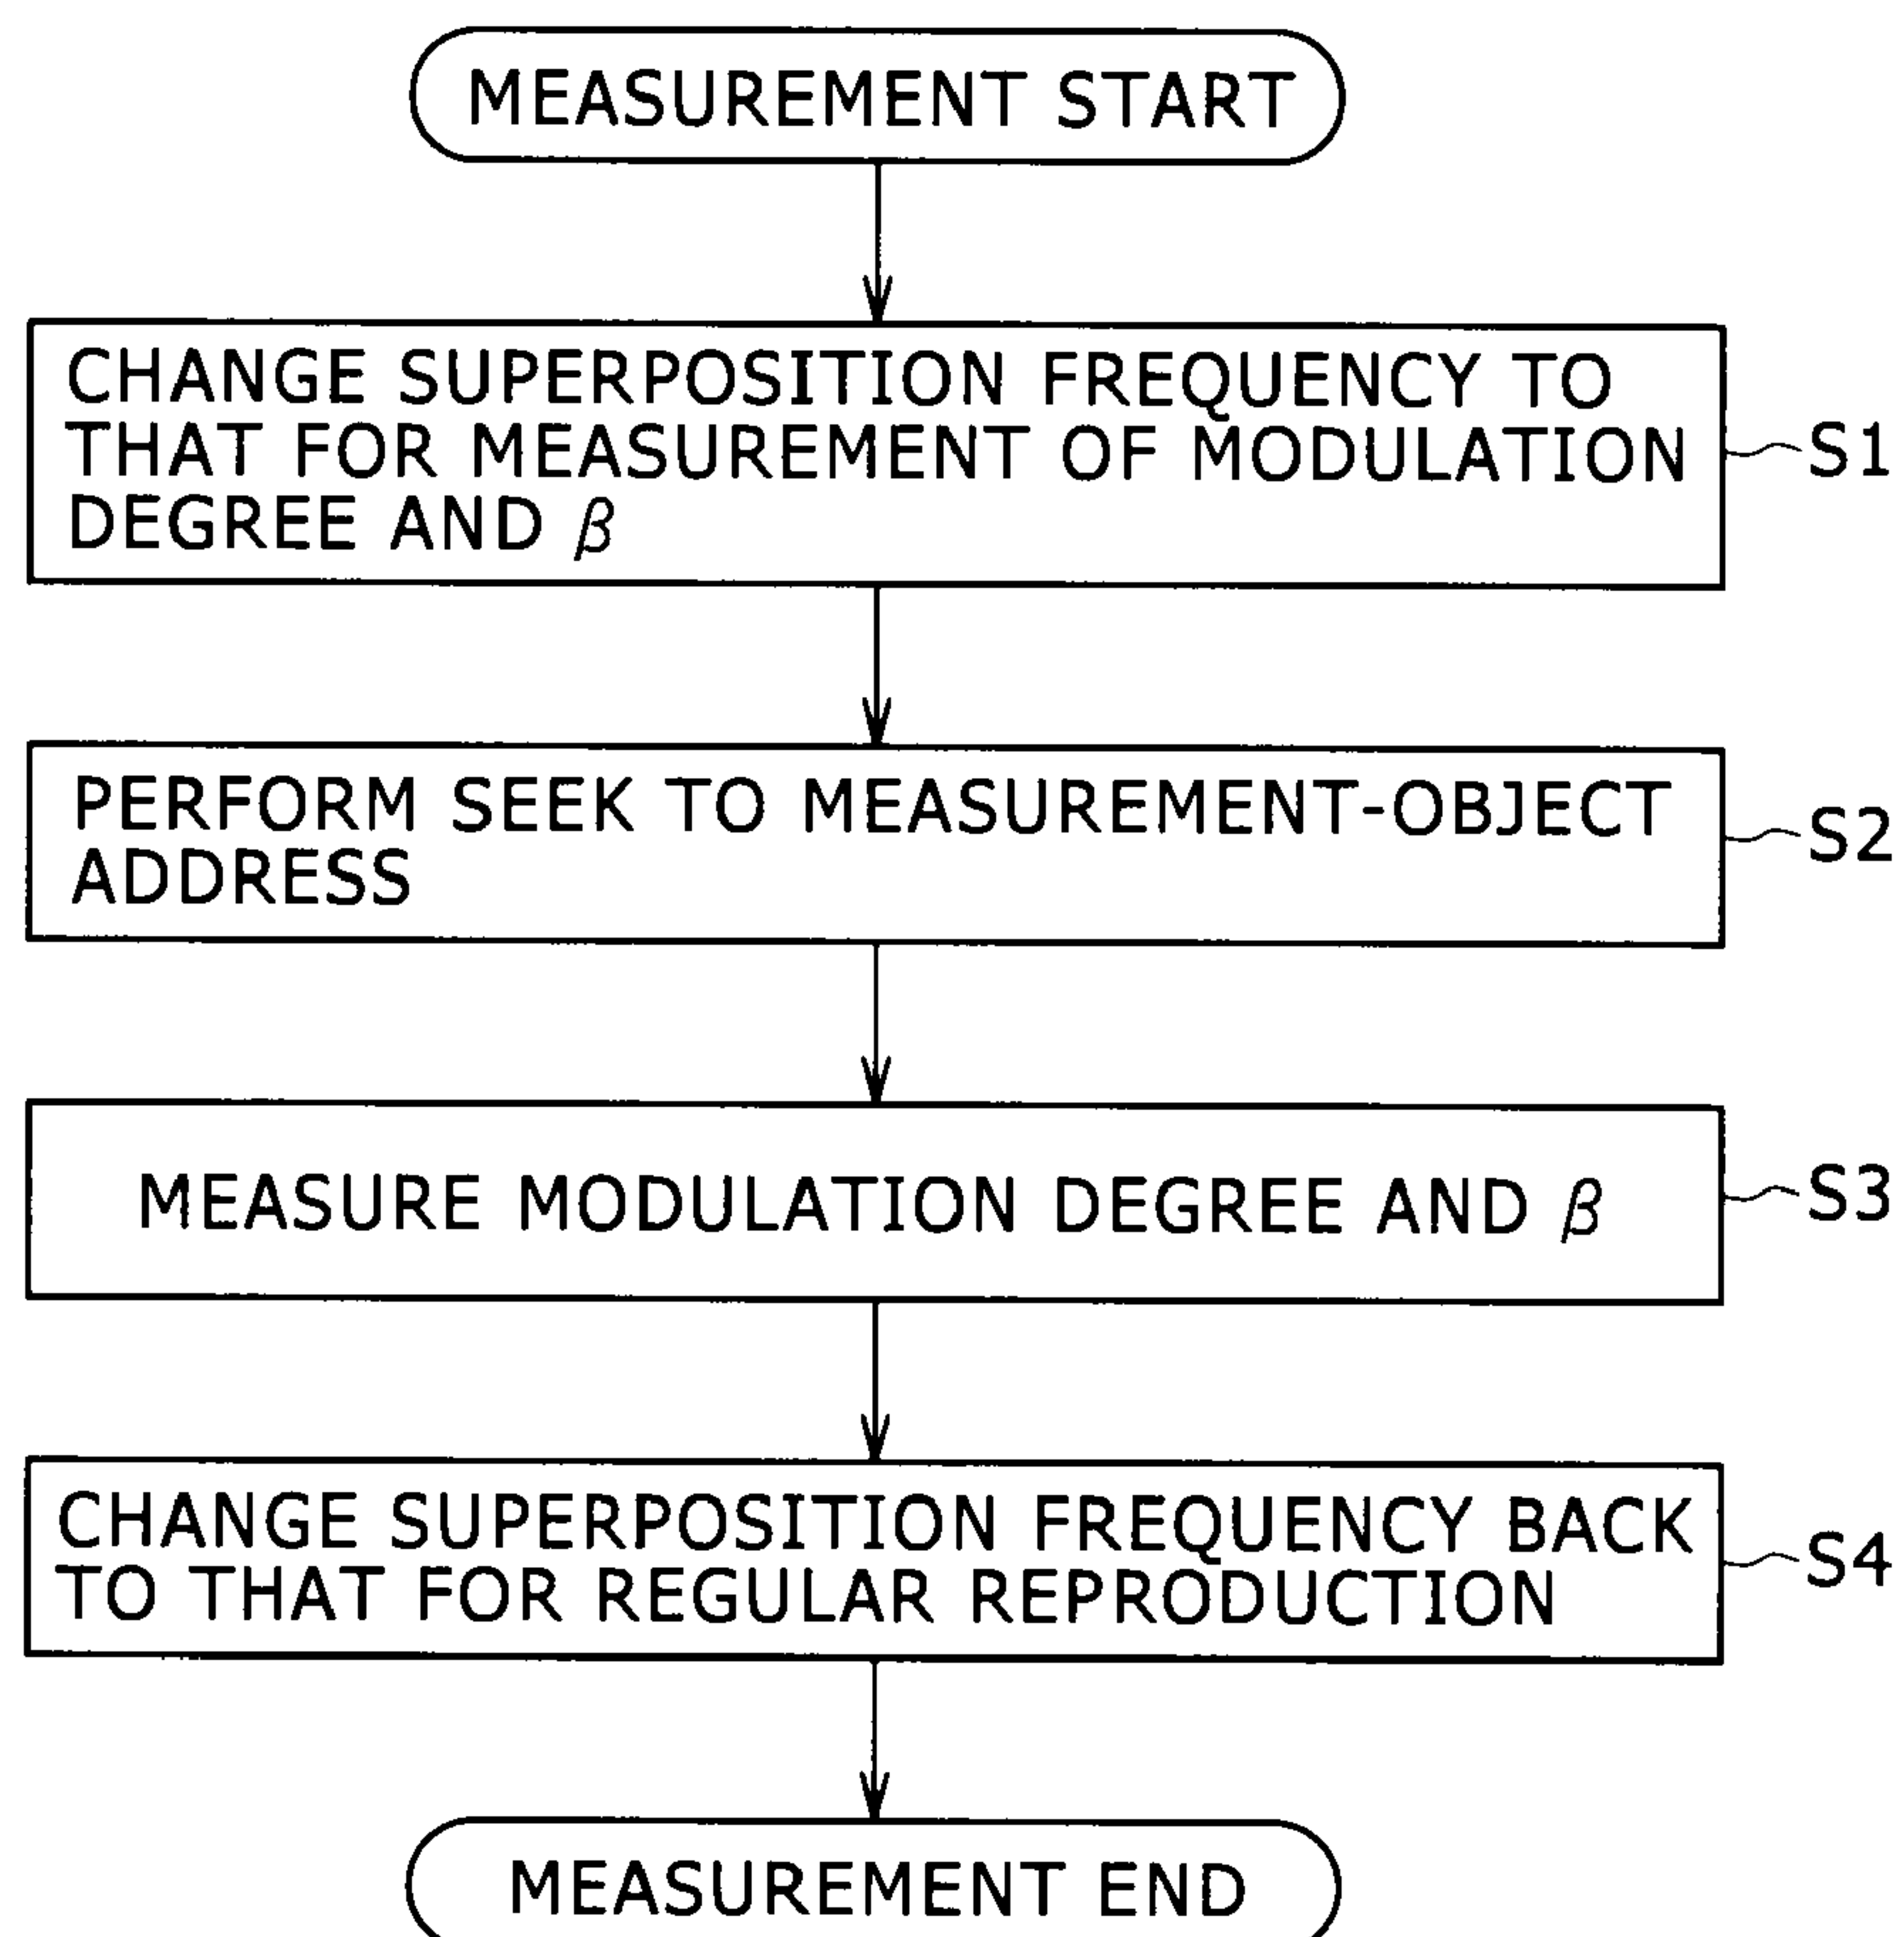 MEASUREMENT START
CHANGE SUPERPOSITION FREQUENCY TO
THAT FOR MEASUREMENT OF MODULATION
DEGREE AND β
S1
PERFORM SEEK TO MEASUREMENT-OBJECT
ADDRESS
S2
MEASURE MODULATION DEGREE AND β
S3
CHANGE SUPERPOSITION FREQUENCY BACK
TO THAT FOR REGULAR REPRODUCTION
S4
MEASUREMENT END